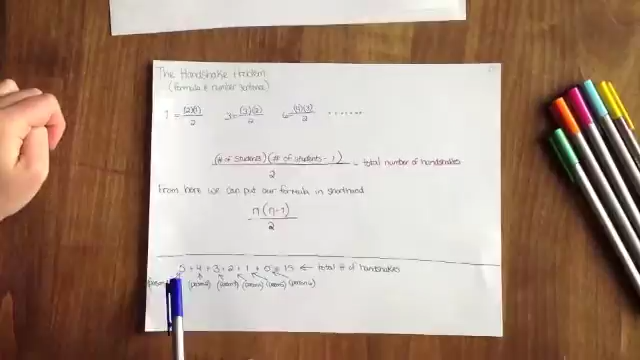 The Handshake Problem
(Formula & number sentence)
1 = (2)(1)/2 3 = (3)(2)/2 6 = (4)(3)/2 .......
(# of students)(# of students - 1)/2 = total number of handshakes
From here we can put our formula in shorthand
n(n-1)/2
5 + 4 + 3 + 2 + 1 + 0 = 15 ← total # of handshakes